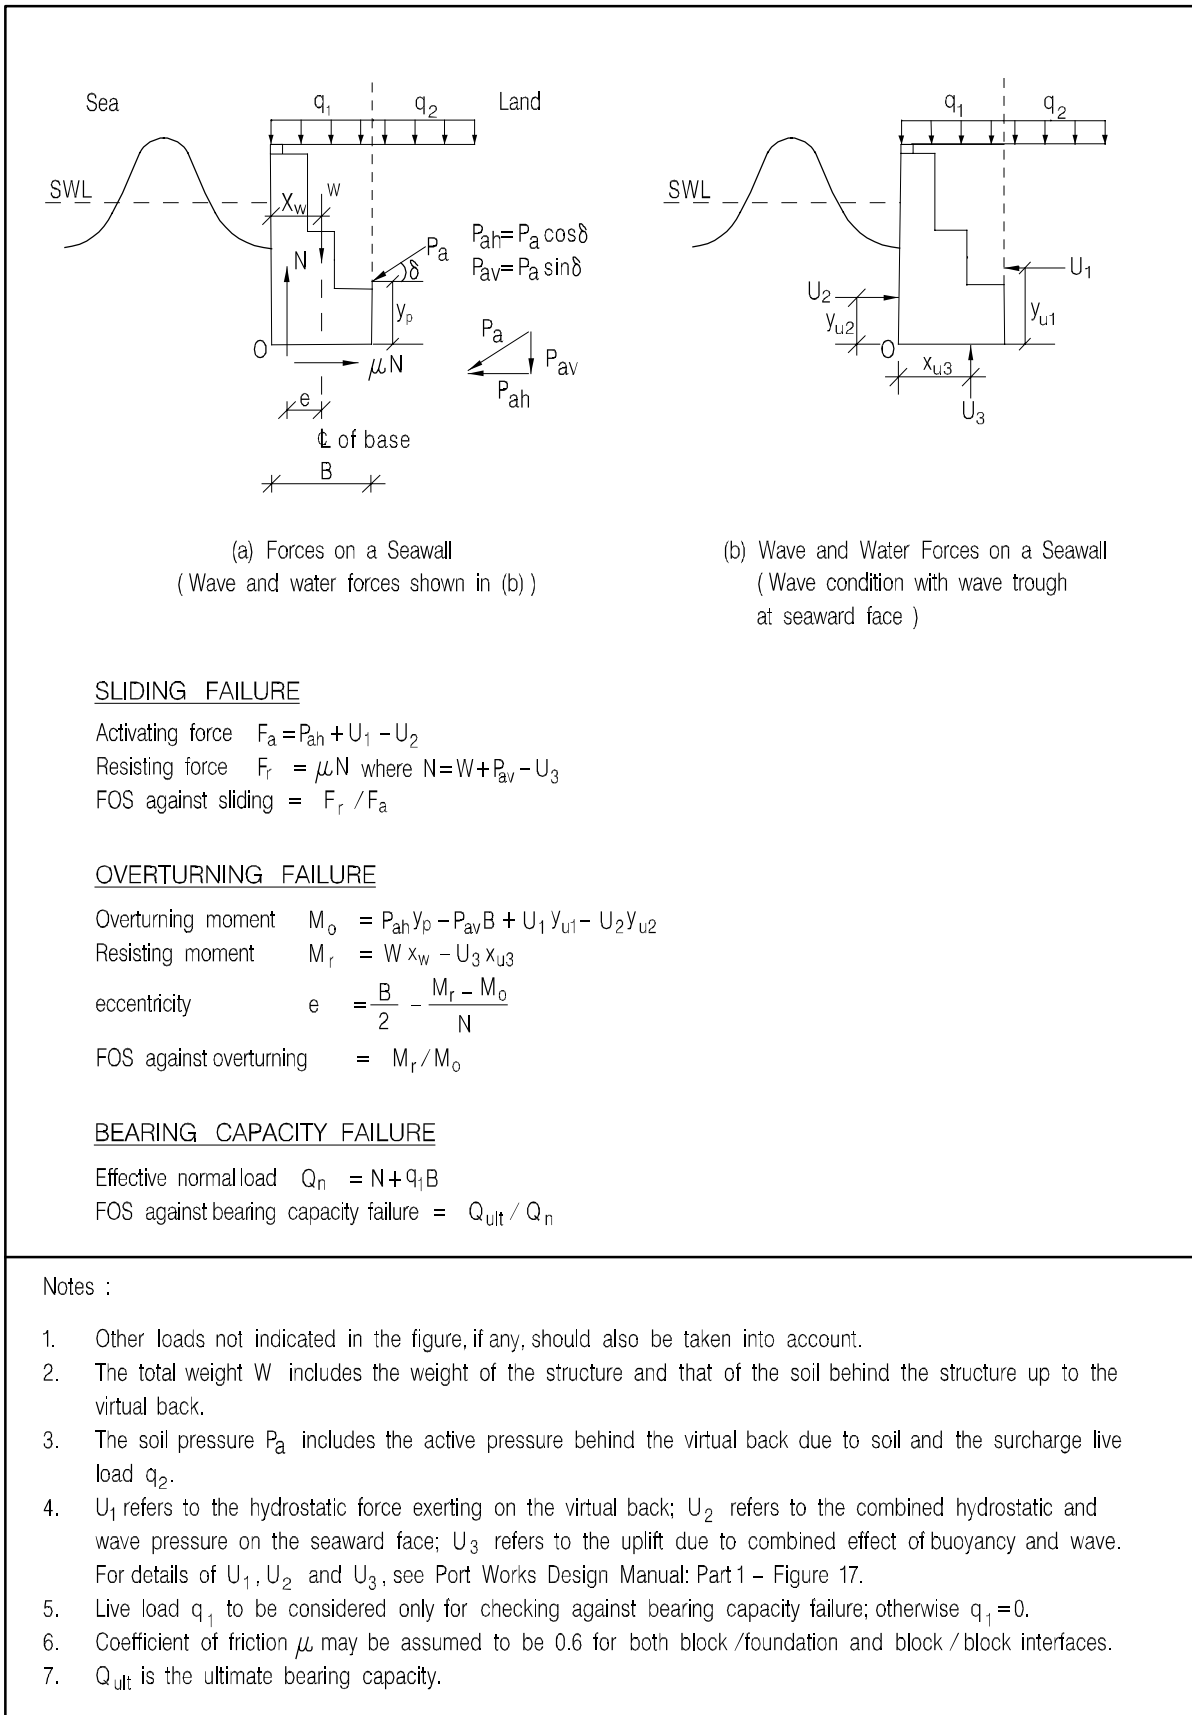 Sea
q1
q2
Land
SWL
Xw
W
N
Pa
δ
Pah=Pa cosδ
Pav=Pa sinδ
yp
O
μN
e
Pa
Pav
Pah
℄ of base
B
q1
q2
SWL
U1
U2
yu2
yu1
O
xu3
U3
(a) Forces on a Seawall
(Wave and water forces shown in (b))
(b) Wave and Water Forces on a Seawall
(Wave condition with wave trough
at seaward face)
SLIDING FAILURE
Activating force Fa=Pah+U1-U2
Resisting force Fr = μN where N=W+Pav-U3
FOS against sliding = Fr /Fa
OVERTURNING FAILURE
Overturning moment Mo = Pah yp - Pav B + U1 yu1 - U2 yu2
Resisting moment Mr = W xw - U3 xu3
eccentricity e = B/2 - (Mr - Mo)/N
FOS against overturning = Mr / Mo
BEARING CAPACITY FAILURE
Effective normal load Qn = N + q1B
FOS against bearing capacity failure = Qult / Qn
Notes :
1. Other loads not indicated in the figure, if any, should also be taken into account.
2. The total weight W includes the weight of the structure and that of the soil behind the structure up to the
virtual back.
3. The soil pressure Pa includes the active pressure behind the virtual back due to soil and the surcharge live
load q2.
4. U1 refers to the hydrostatic force exerting on the virtual back; U2 refers to the combined hydrostatic and
wave pressure on the seaward face; U3 refers to the uplift due to combined effect of buoyancy and wave.
For details of U1, U2 and U3, see Port Works Design Manual: Part 1 – Figure 17.
5. Live load q1 to be considered only for checking against bearing capacity failure; otherwise q1=0.
6. Coefficient of friction μ may be assumed to be 0.6 for both block /foundation and block / block interfaces.
7. Qult is the ultimate bearing capacity.